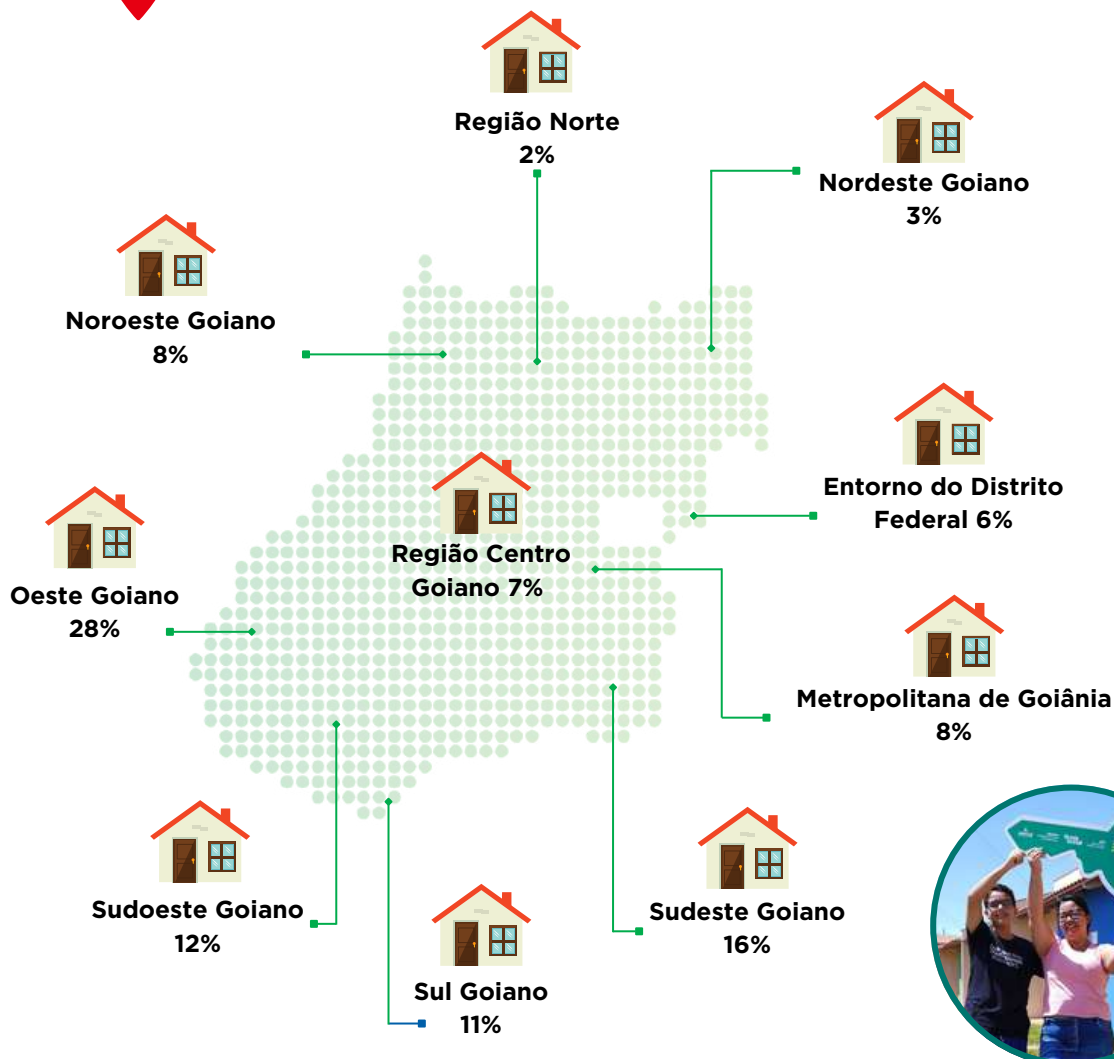 Região Norte
2%
Nordeste Goiano
3%
Noroeste Goiano
8%
Entorno do Distrito
Federal 6%
Região Centro
Goiano 7%
Oeste Goiano
28%
Metropolitana de Goiânia
8%
Sudoeste Goiano
12%
Sudeste Goiano
16%
Sul Goiano
11%